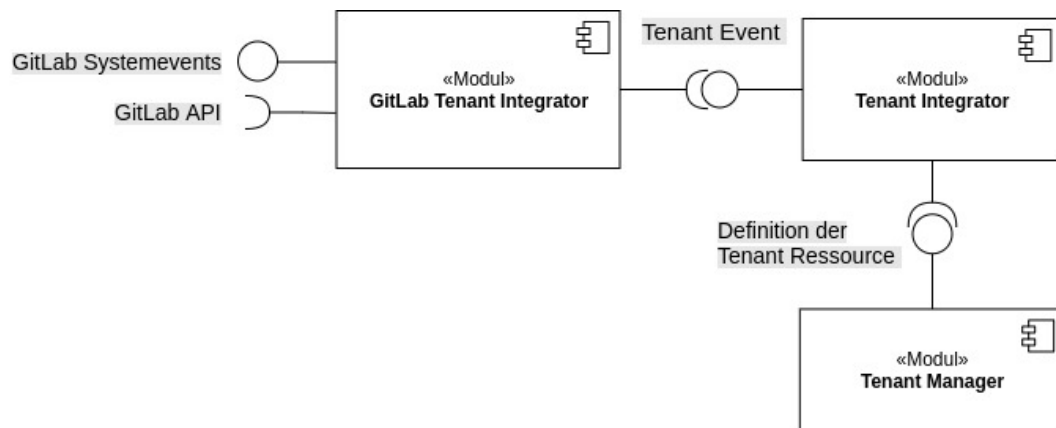 Tenant Event
GitLab Systemevents
GitLab API
«Modul»
GitLab Tenant Integrator
«Modul»
Tenant Integrator
Definition der
Tenant Ressource
«Modul»
Tenant Manager